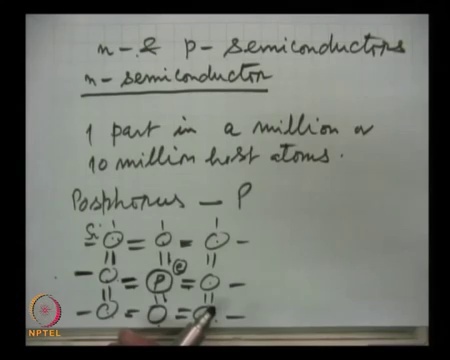 n- & p- semiconductors
n- semiconductor
1 part in a million or
10 million host atoms.
Posphorus — P
Si
e
P
NPTEL